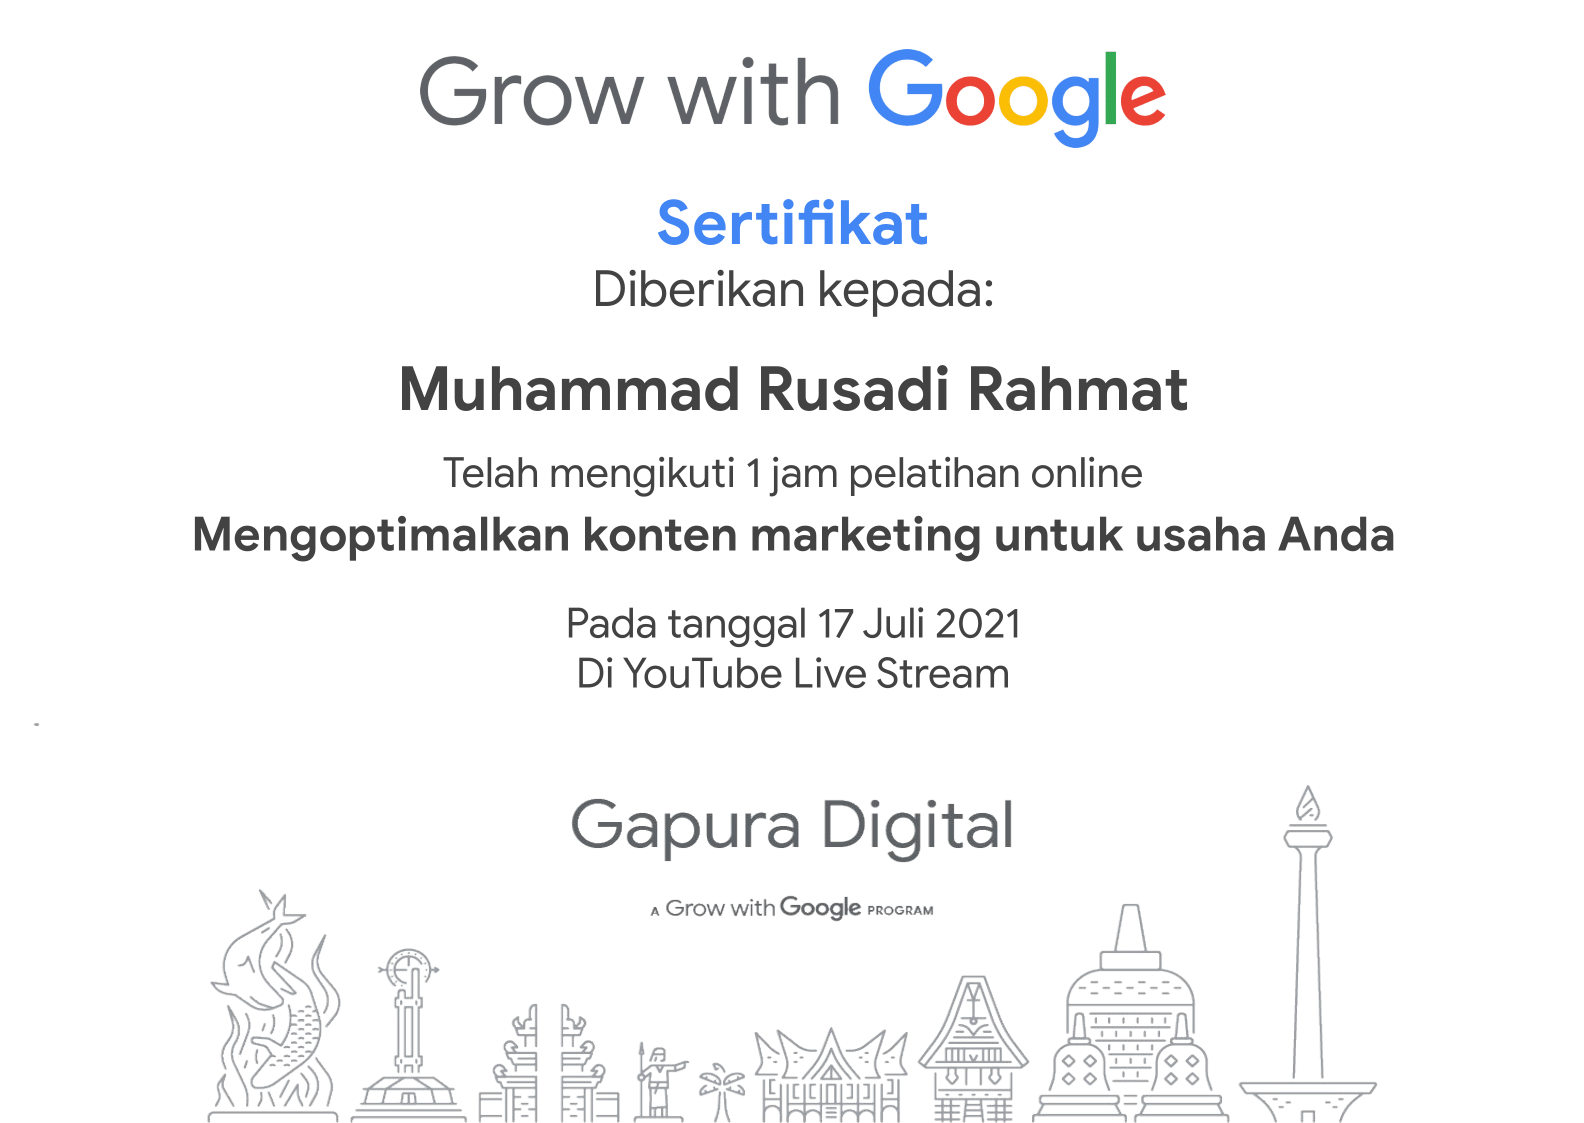 Grow with Google
Sertifikat
Diberikan kepada:
Muhammad Rusadi Rahmat
Telah mengikuti 1 jam pelatihan online
Mengoptimalkan konten marketing untuk usaha Anda
Pada tanggal 17 Juli 2021
Di YouTube Live Stream
-
Gapura Digital
A Grow with Google PROGRAM